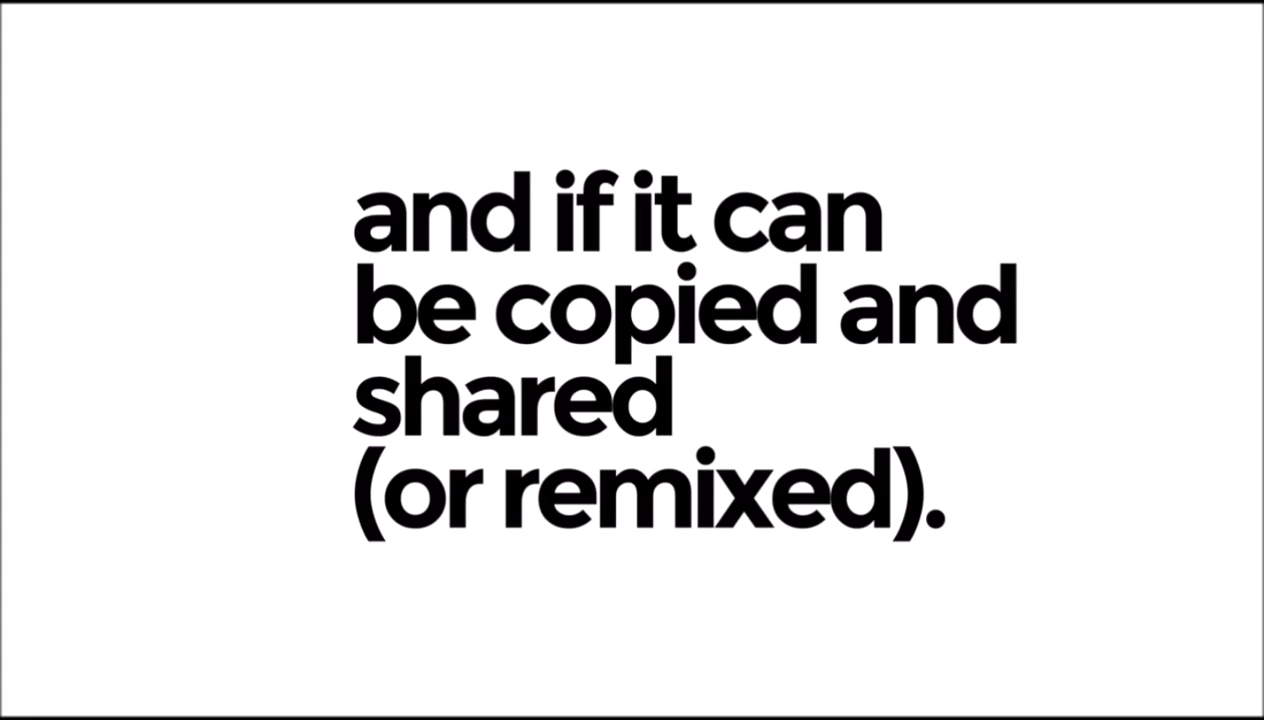 and if it can
be copied and
shared
(or remixed).